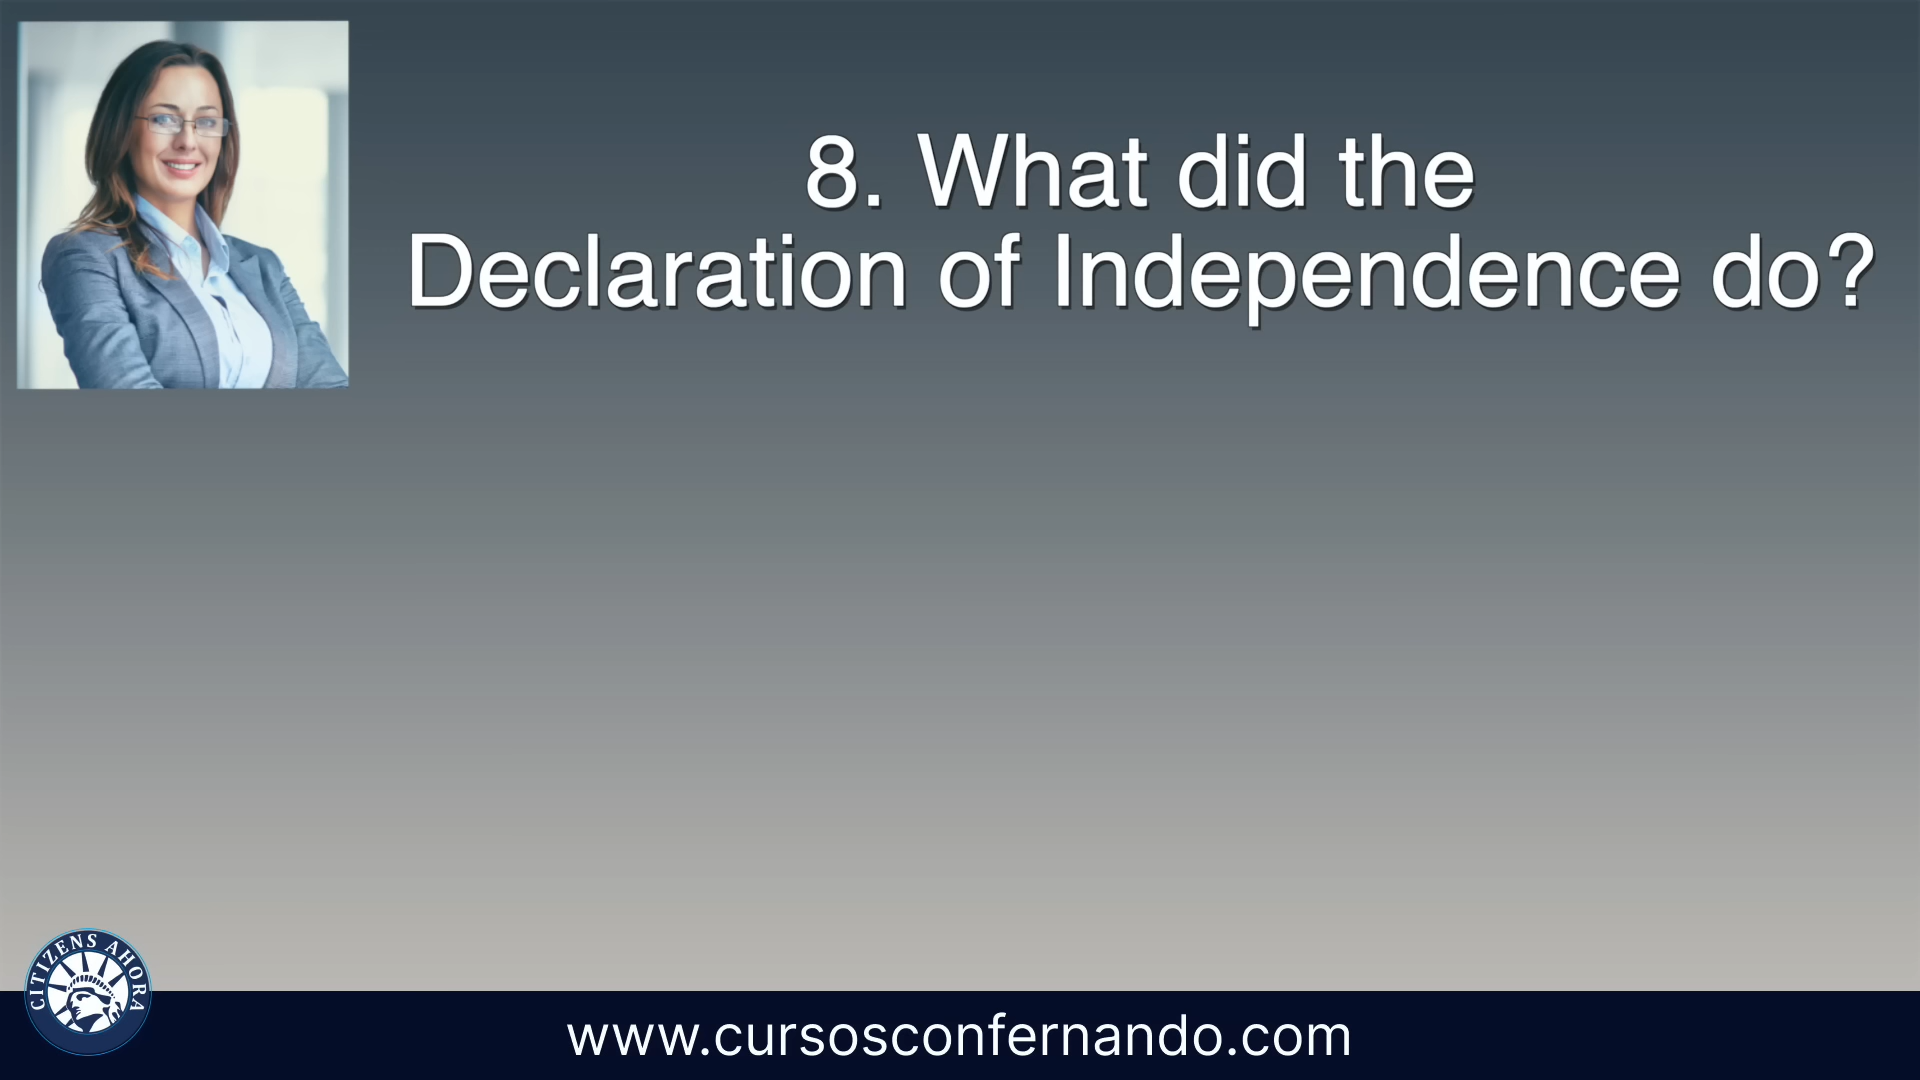 8. What did the
Declaration of Independence do?
CITIZENS AHORA
www.cursosconfernando.com